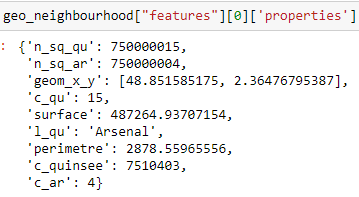 geo_neighbourhood["features"][0]['properties']
: {'n_sq_qu': 750000015,
'n_sq_ar': 750000004,
'geom_x_y': [48.851585175, 2.36476795387],
'c_qu': 15,
'surface': 487264.93707154,
'l_qu': 'Arsenal',
'perimetre': 2878.55965556,
'c_quinsee': 7510403,
'c_ar': 4}